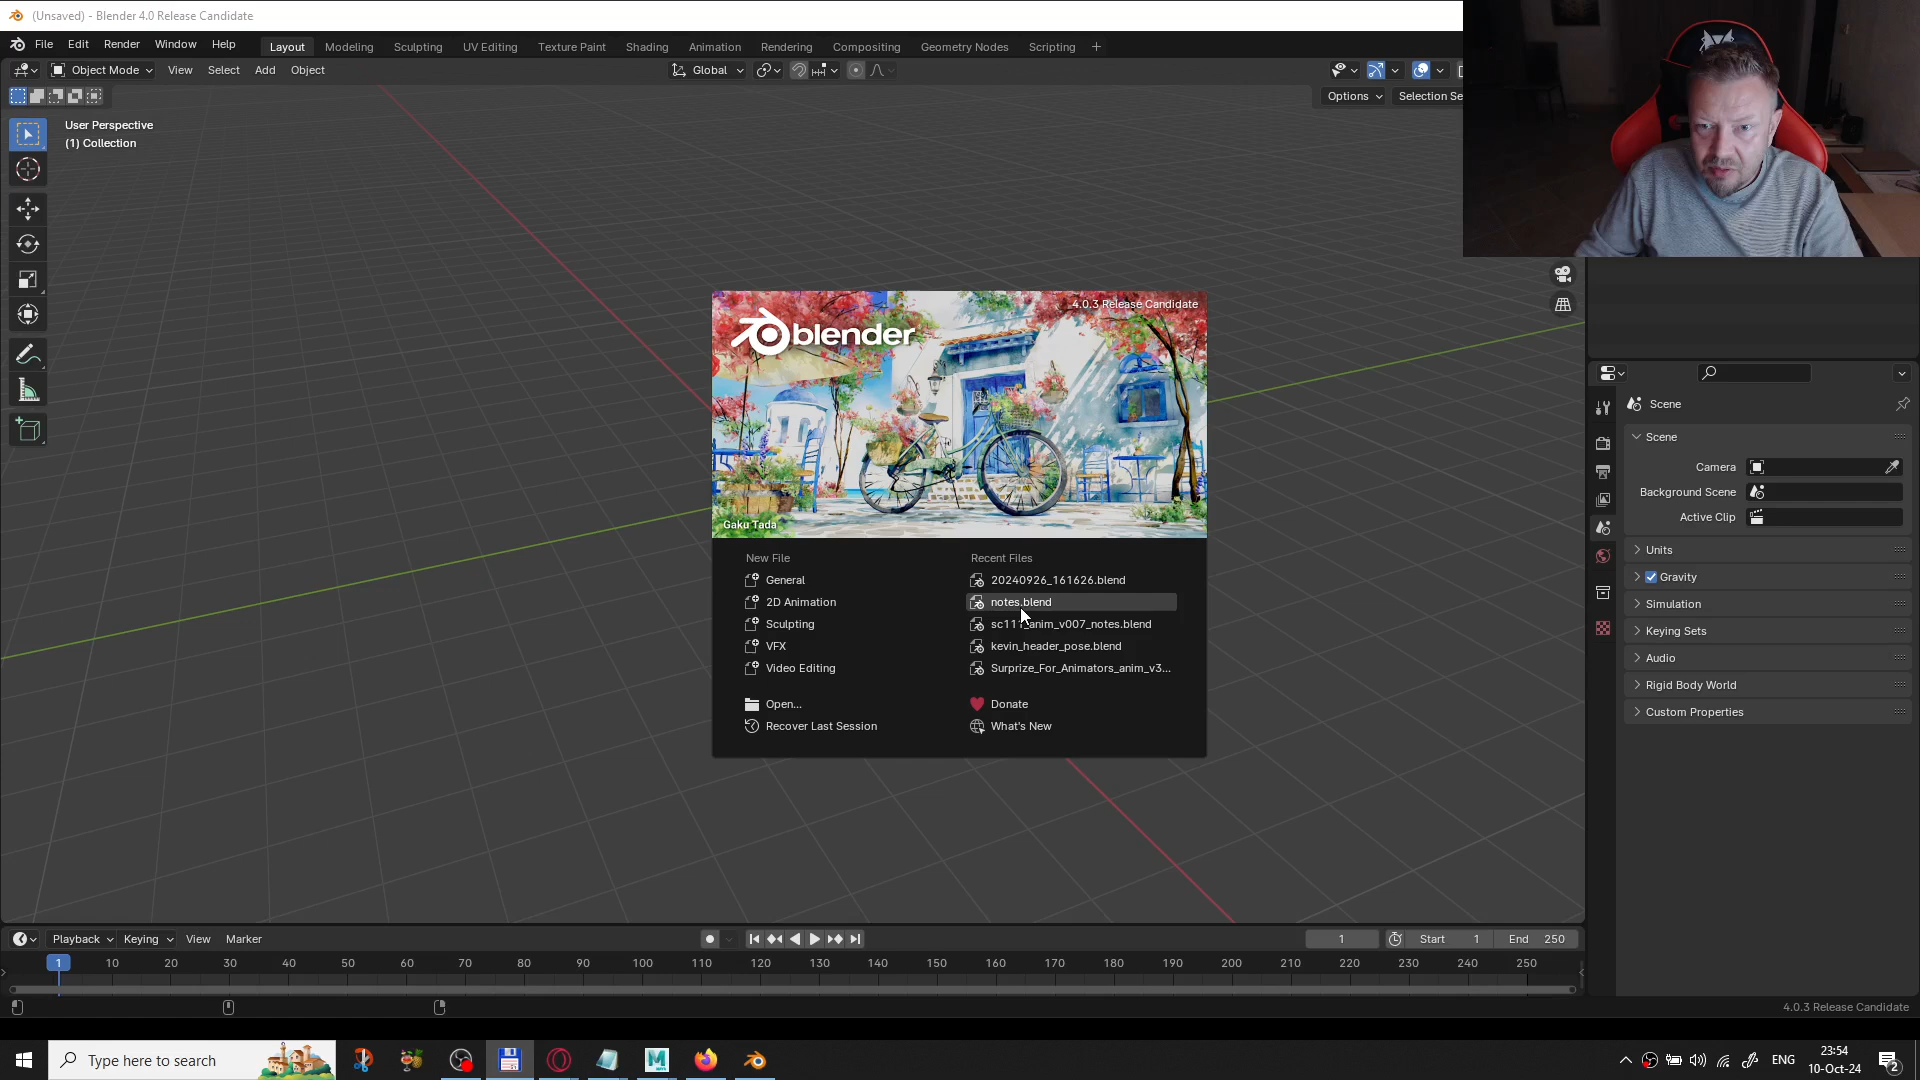 (Unsaved) - Blender 4.0 Release Candidate
File Edit Render Window Help Layout Modeling Sculpting UV Editing Texture Paint Shading Animation Rendering Compositing Geometry Nodes Scripting +
Object Mode View Select Add Object Global
Options Selection Se
User Perspective
(1) Collection
4.0.3 Release Candidate
blender
Gaku Tada
New File
General
2D Animation
Sculpting
VFX
Video Editing
Open...
Recover Last Session
Recent Files
20240926_161626.blend
notes.blend
sc111_anim_v007_notes.blend
kevin_header_pose.blend
Surprize_For_Animators_anim_v3...
Donate
What's New
Scene
Scene
Camera
Background Scene
Active Clip
Units
Gravity
Simulation
Keying Sets
Audio
Rigid Body World
Custom Properties
Playback Keying View Marker 1 Start 1 End 250
1 10 20 30 40 50 60 70 80 90 100 110 120 130 140 150 160 170 180 190 200 210 220 230 240 250
4.0.3 Release Candidate
Type here to search
ENG
23:54
10-Oct-24
2